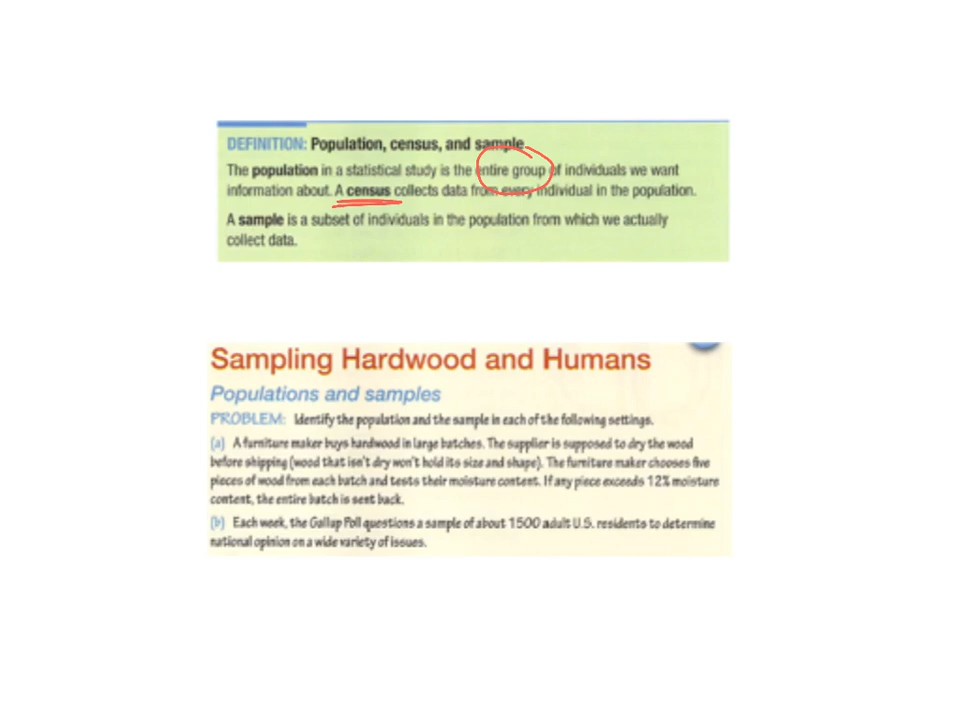 DEFINITION: Population, census, and sample
The population in a statistical study is the entire group of individuals we want
information about. A census collects data from every individual in the population.
A sample is a subset of individuals in the population from which we actually
collect data.
Sampling Hardwood and Humans
Populations and samples
PROBLEM: Identify the population and the sample in each of the following settings.
(a) A furniture maker buys hardwood in large batches. The supplier is supposed to dry the wood
before shipping (wood that isn't dry won't hold its size and shape). The furniture maker chooses five
pieces of wood from each batch and tests their moisture content. If any piece exceeds 12% moisture
content, the entire batch is sent back.
(b) Each week, the Gallup Poll questions a sample of about 1500 adult U.S. residents to determine
national opinion on a wide variety of issues.